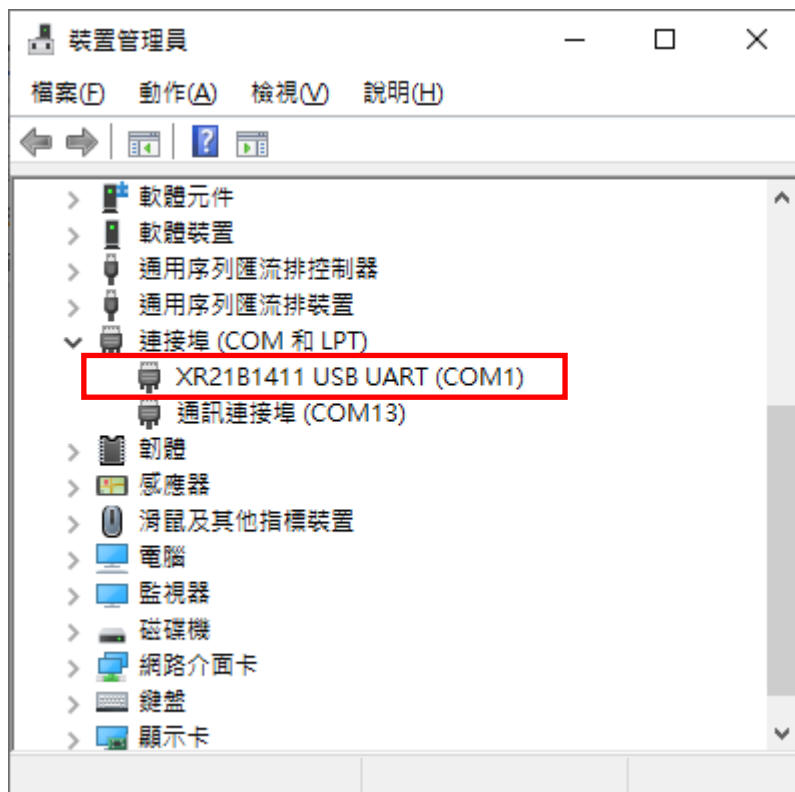 裝置管理員
檔案(F) 動作(A) 檢視(V) 說明(H)
?
軟體元件
軟體裝置
通用序列匯流排控制器
通用序列匯流排裝置
連接埠 (COM 和 LPT)
XR21B1411 USB UART (COM1)
通訊連接埠 (COM13)
韌體
感應器
滑鼠及其他指標裝置
電腦
監視器
磁碟機
網路介面卡
鍵盤
顯示卡